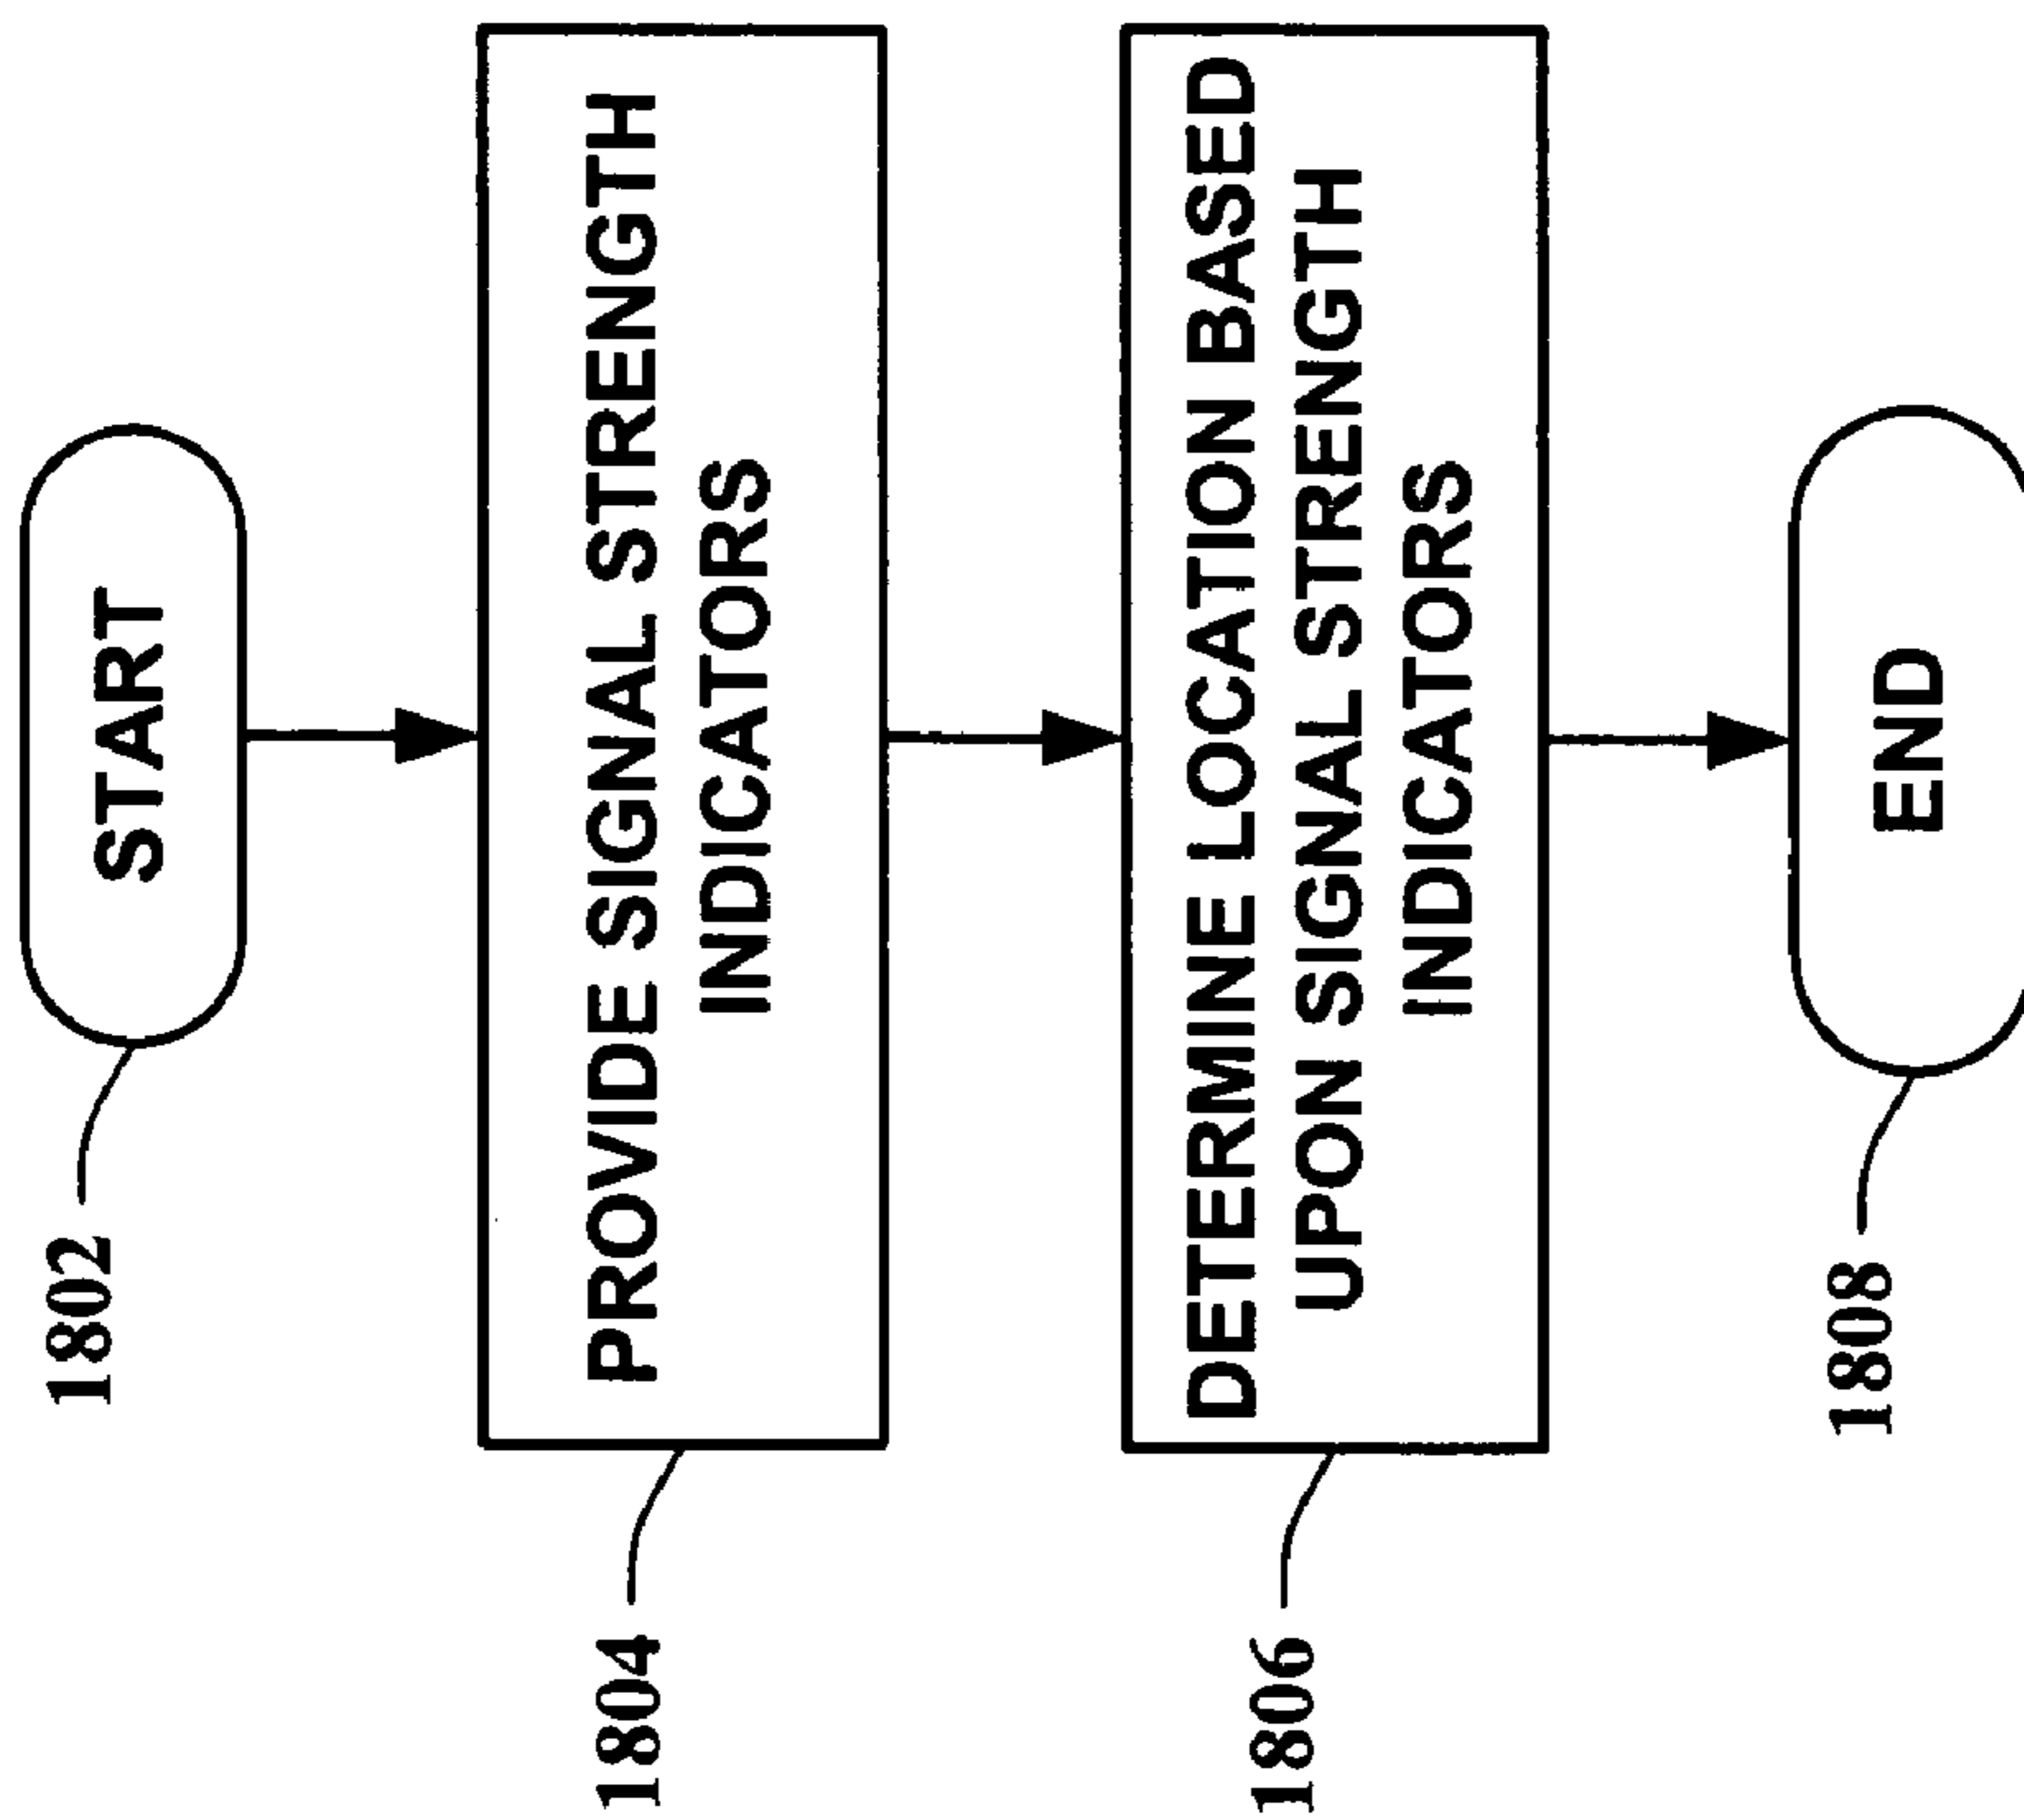 1802
START
1804
PROVIDE SIGNAL STRENGTH
INDICATORS
1806
DETERMINE LOCATION BASED
UPON SIGNAL STRENGTH
INDICATORS
1808
END